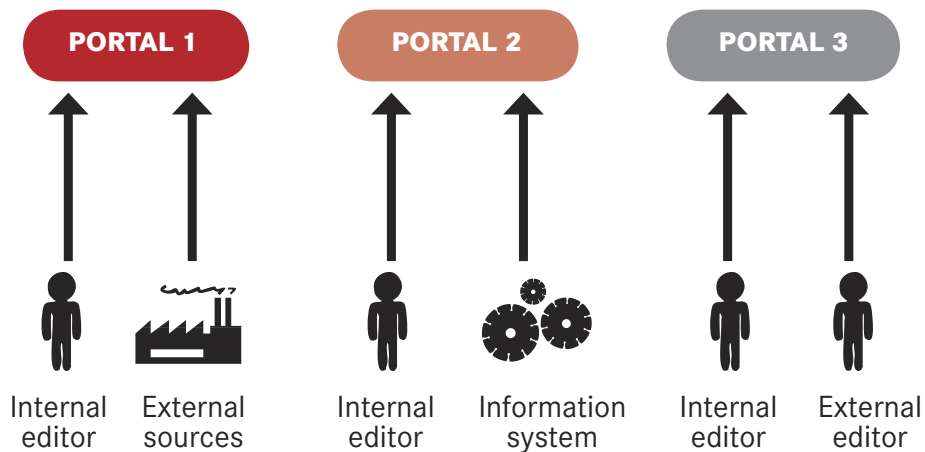 PORTAL 1
PORTAL 2
PORTAL 3
Internal
editor
External
sources
Internal
editor
Information
system
Internal
editor
External
editor